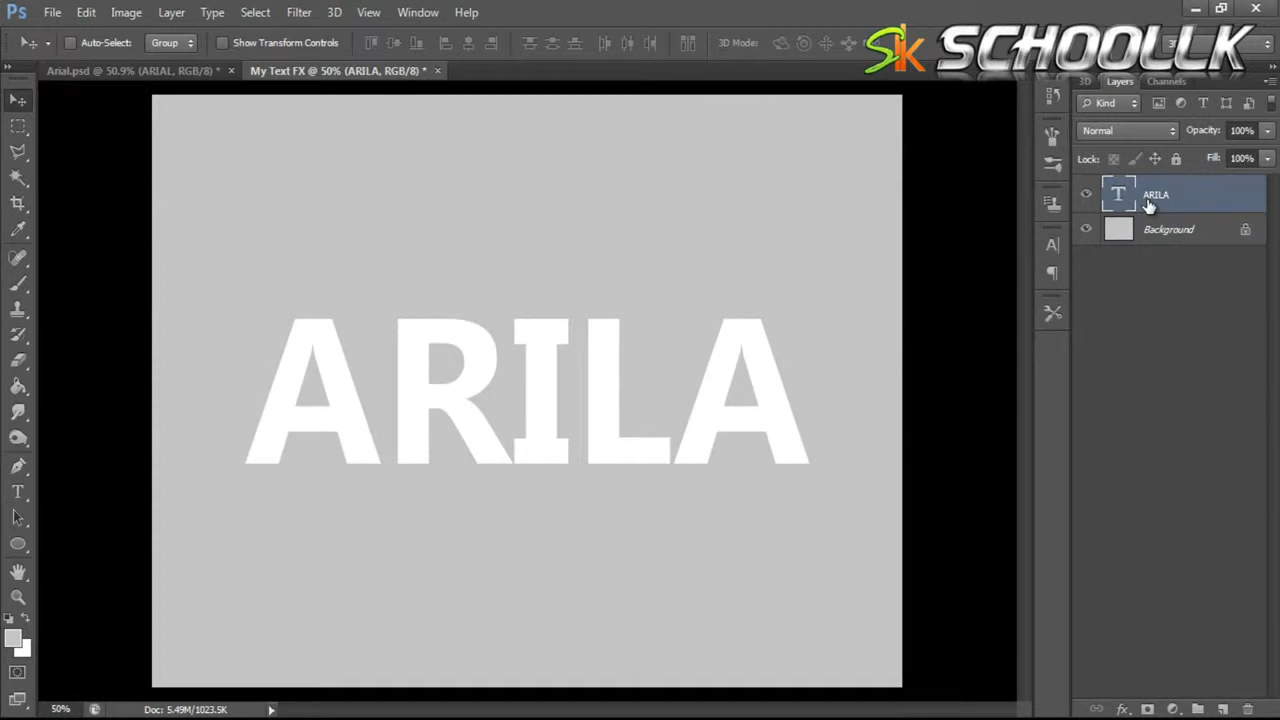 Ps File Edit Image Layer Type Select Filter 3D View Window Help
Auto-Select: Group Show Transform Controls 3D Mode:
SK SCHOOLLK
Arial.psd @ 50.9% (ARIAL, RGB/8) * × My Text FX @ 50% (ARILA, RGB/8) * ×
3D Layers Channels
Kind
Normal Opacity: 100%
Lock: Fill: 100%
T ARILA
Background
ARILA
50% Doc: 5.49M/1023.5K